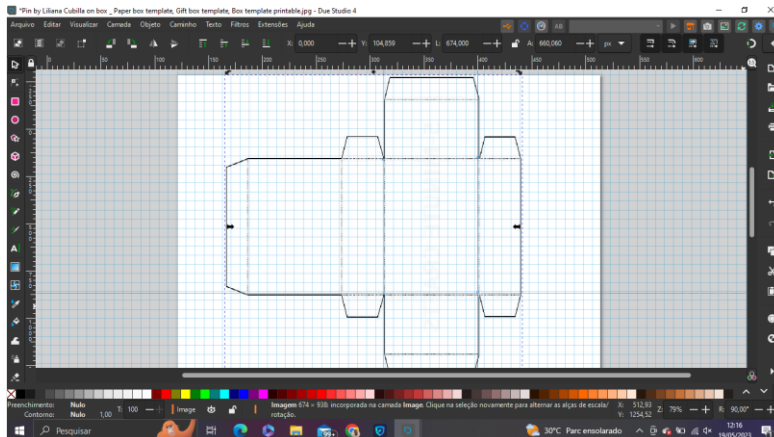 *Pin by Liliana Cubilla on box _ Paper box template, Gift box template, Box template printable.jpg - Due Studio 4
Arquivo Editar Visualizar Camada Objeto Caminho Texto Filtros Extensões Ajuda
X: 0,000 Y: 104,859 L: 674,000 A: 660,060 px
Preenchimento: Nulo
Contorno: Nulo 1,00 T: 100 Image
Imagem 674 × 938: incorporada na camada Image. Clique na seleção novamente para alternar as alças de escala/
rotação.
X: 512,93
Y: 1254,52
Z: 79% R: 90,00°
Pesquisar
99+
30°C Parc ensolarado
12:16
19/05/2023